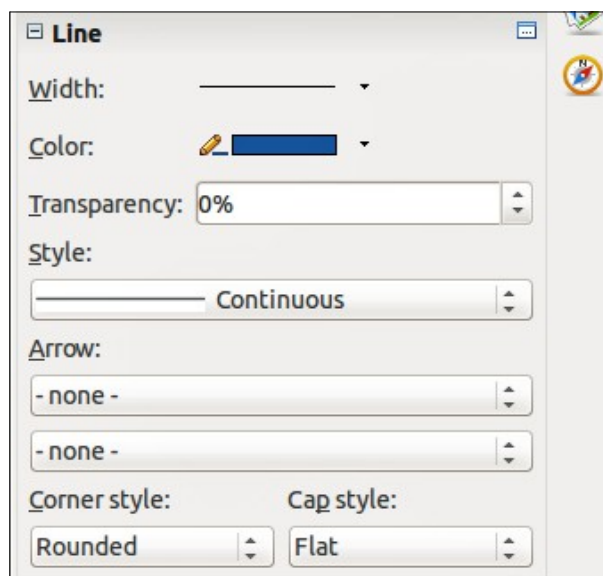 Line
Width:
Color:
Transparency: 0%
Style:
Continuous
Arrow:
- none -
- none -
Corner style: Cap style:
Rounded Flat